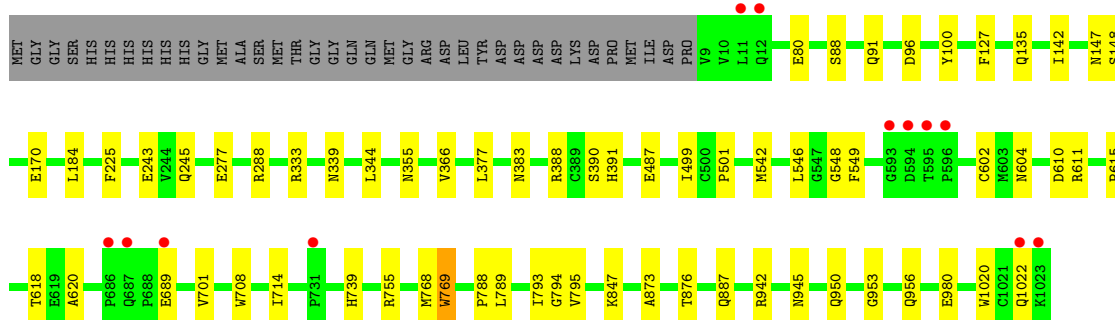 MET GLY GLY SER HIS HIS HIS HIS HIS HIS GLY MET ALA SER MET THR GLY GLY GLN GLN MET GLY ARG ASP LEU TYR ASP ASP ASP ASP LYS ASP PRO MET ILE ASP PRO V9 V10 L11 Q12 E80 S88 Q91 D96 Y100 F127 Q135 I142 N147 S148
E170 L184 F225 E243 V244 Q245 E277 R288 R333 N339 L344 N355 V366 L377 N383 R388 C389 S390 H391 E487 I499 C500 P501 M542 L546 G547 G548 F549 G593 D594 T595 P596 C602 M603 N604 D610 R611
T618 E619 A620 P686 Q687 P688 E689 V701 W708 I714 P731 H739 R755 M768 W769 P788 L789 I793 G794 V795 K847 A873 T876 Q887 R942 N945 Q950 G953 Q956 E980 W1020 C1021 Q1022 K1023